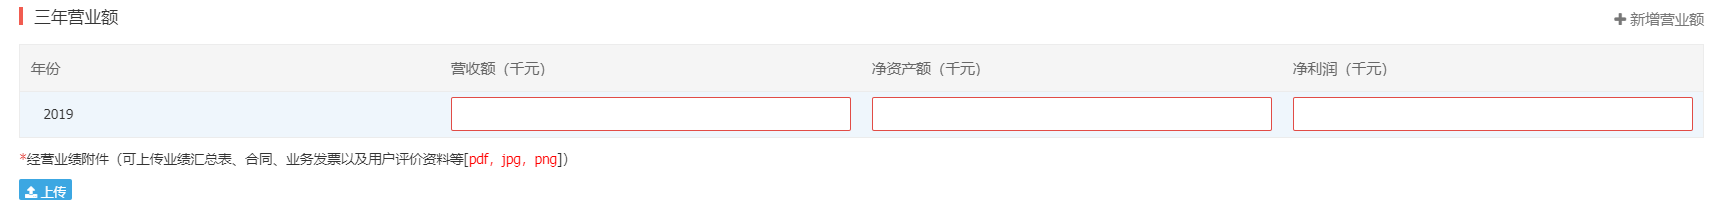 三年营业额
新增营业额
年份 营收额（千元） 净资产额（千元） 净利润（千元）
2019
*经营业绩附件（可上传业绩汇总表、合同、业务发票以及用户评价资料等[pdf，jpg，png]）
上传